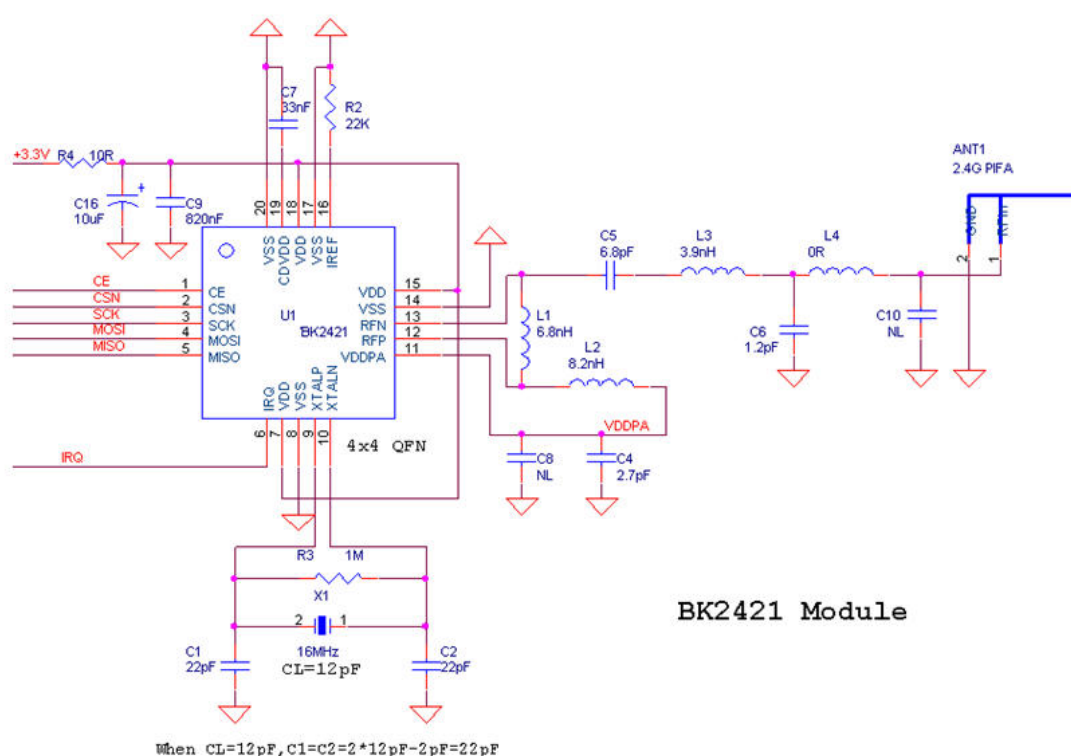 C7
33nF
R2
22K
+3.3V
R4
10R
ANT1
2.4G PIFA
C16
10uF
+
C9
820nF
20
19
18
17
16
VSS
CDVDD
VDD
VSS
IREF
GND
RFIN
2
1
C5
6.8pF
L3
3.9nH
L4
0R
CE
CSN
SCK
MOSI
MISO
1
2
3
4
5
CE
CSN
SCK
MOSI
MISO
U1
BK2421
VDD
VSS
RFN
RFP
VDDPA
15
14
13
12
11
L1
6.8nH
L2
8.2nH
C6
1.2pF
C10
NL
IRQ
VDD
VSS
XTALP
XTALN
6
7
8
9
10
4x4 QFN
VDDPA
C8
NL
C4
2.7pF
IRQ
R3
1M
X1
2
1
16MHz
CL=12pF
C1
22pF
C2
22pF
BK2421 Module
When CL=12pF,C1=C2=2*12pF-2pF=22pF